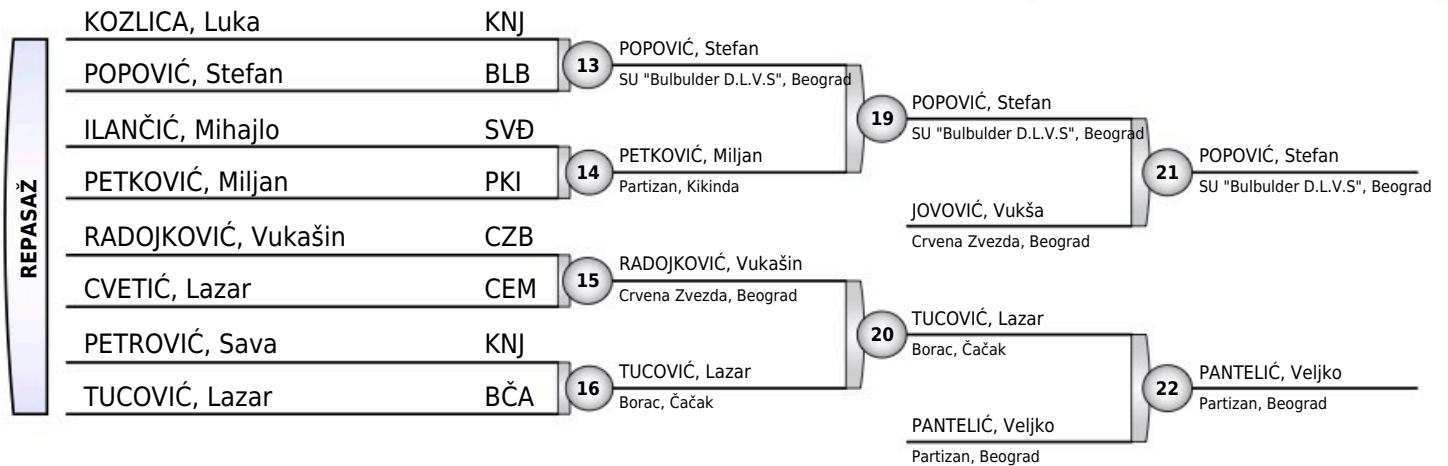 REPASAŽ
KOZLICA, Luka KNJ
POPOVIĆ, Stefan BLB
ILANČIĆ, Mihajlo SVĐ
PETKOVIĆ, Miljan PKI
RADOJKOVIĆ, Vukašin CZB
CVETIĆ, Lazar CEM
PETROVIĆ, Sava KNJ
TUCOVIĆ, Lazar BČA
13
POPOVIĆ, Stefan
SU "Bulbulder D.L.V.S", Beograd
14
PETKOVIĆ, Miljan
Partizan, Kikinda
15
RADOJKOVIĆ, Vukašin
Crvena Zvezda, Beograd
16
TUCOVIĆ, Lazar
Borac, Čačak
19
POPOVIĆ, Stefan
SU "Bulbulder D.L.V.S", Beograd
JOVOVIĆ, Vukša
Crvena Zvezda, Beograd
20
TUCOVIĆ, Lazar
Borac, Čačak
PANTELIĆ, Veljko
Partizan, Beograd
21
POPOVIĆ, Stefan
SU "Bulbulder D.L.V.S", Beograd
22
PANTELIĆ, Veljko
Partizan, Beograd